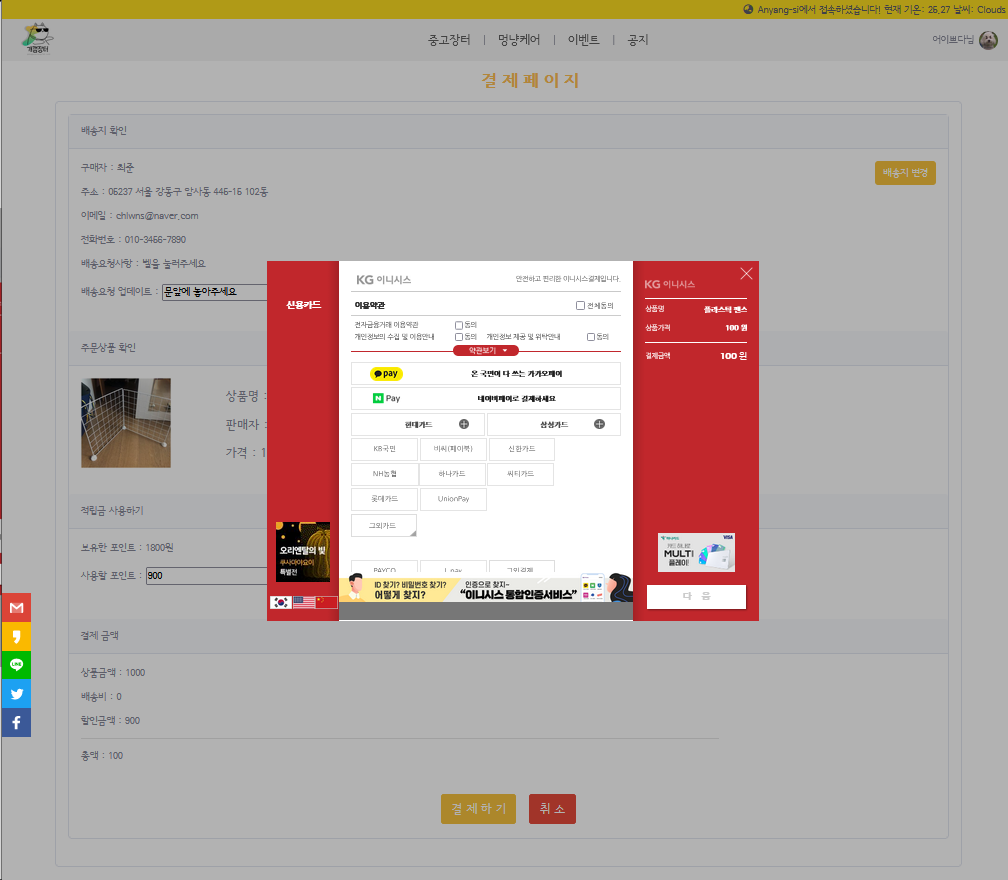 Anyang-si에서 접속하셨습니다! 현재 기온: 26.27 날씨: Clouds
개껌장터
중고장터 | 멍냥케어 | 이벤트 | 공지
어이쁘다님
결 제 페 이 지
배송지 확인
구매자 : 최준
배송지 변경
주소 : 05237 서울 강동구 암사동 445-15 102동
이메일 : chlwns@naver.com
전화번호 : 010-3456-7890
배송요청사항 : 벨을 눌러주세요
배송요청 업데이트 : 문앞에 놓아주세요
주문상품 확인
상품명 :
판매자 :
가격 : 1
적립금 사용하기
보유한 포인트 : 1800원
사용할 포인트 : 900
결제 금액
상품금액 : 1000
배송비 : 0
할인금액 : 900
총액 : 100
결 제 하 기
취 소
신용카드
오리엔탈의 빛
쿠사마야요이
특별전
KG 이니시스
안전하고 편리한 이니시스결제입니다.
이용약관
전체동의
전자금융거래 이용약관 동의
개인정보의 수집 및 이용안내 동의 개인정보 제공 및 위탁안내 동의
약관보기
pay 온 국민이 다 쓰는 카카오페이
N Pay 네이버페이로 결제하세요
현대카드 삼성카드
KB국민 비씨(페이북) 신한카드
NH농협 하나카드 씨티카드
롯데카드 UnionPay
그외카드
PAYCO L.pay 그외결제
ID 찾기? 비밀번호 찾기?
어떻게 찾지?
인증으로 찾자~
“이니시스 통합인증서비스”
KG 이니시스
상품명 플라스틱 펜스
상품가격 100 원
결제금액 100 원
VISA
MULTI
플레이!
다 음
M
LINE
f